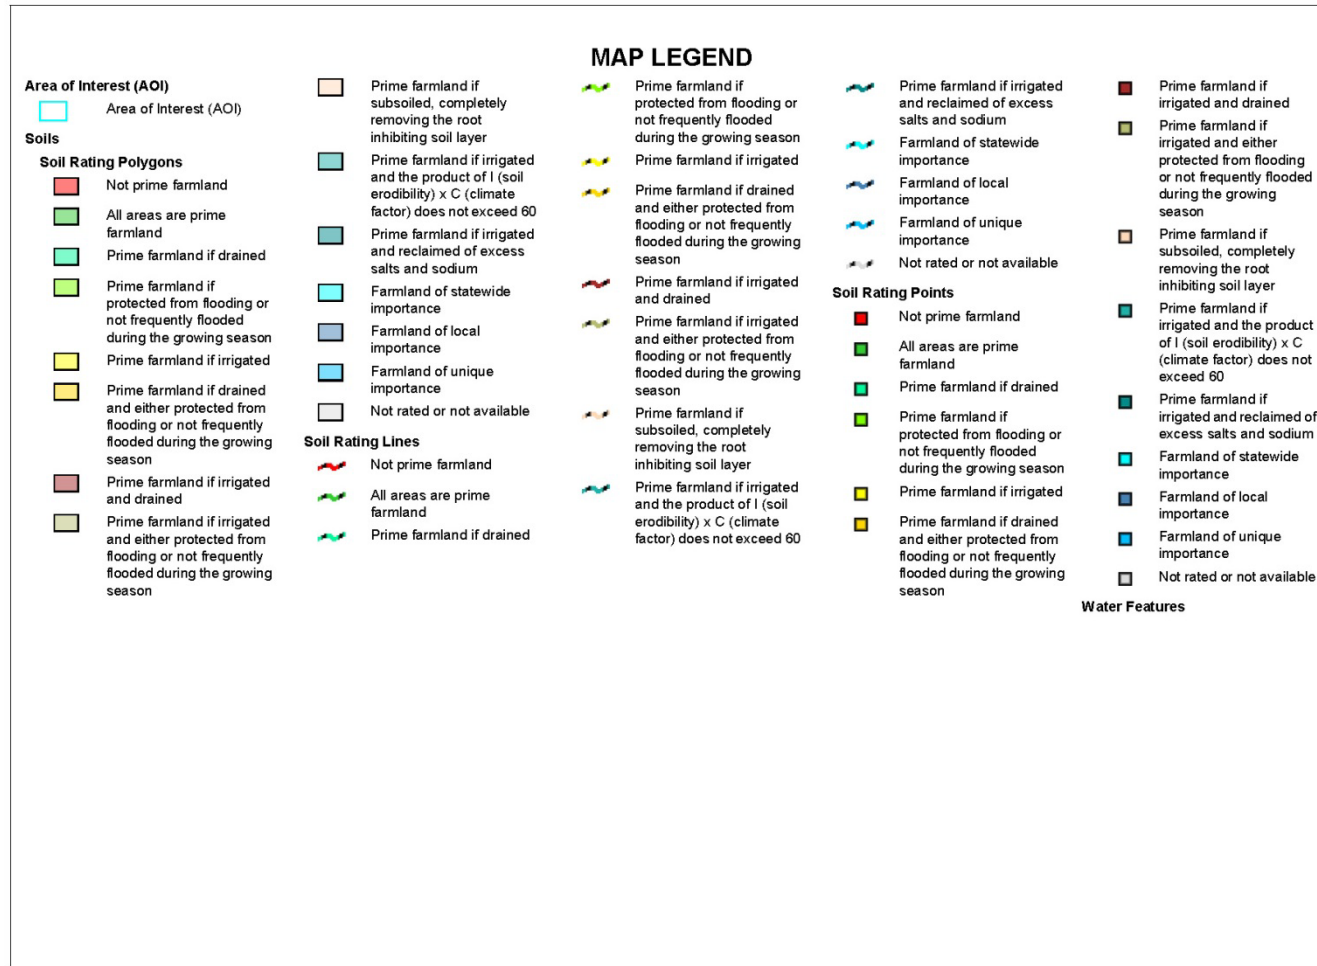 MAP LEGEND
Area of Interest (AOI)
Area of Interest (AOI)
Soils
Soil Rating Polygons
Not prime farmland
All areas are prime
farmland
Prime farmland if drained
Prime farmland if
protected from flooding or
not frequently flooded
during the growing season
Prime farmland if irrigated
Prime farmland if drained
and either protected from
flooding or not frequently
flooded during the growing
season
Prime farmland if irrigated
and drained
Prime farmland if irrigated
and either protected from
flooding or not frequently
flooded during the growing
season
Prime farmland if
subsoiled, completely
removing the root
inhibiting soil layer
Prime farmland if irrigated
and the product of I (soil
erodibility) x C (climate
factor) does not exceed 60
Prime farmland if irrigated
and reclaimed of excess
salts and sodium
Farmland of statewide
importance
Farmland of local
importance
Farmland of unique
importance
Not rated or not available
Soil Rating Lines
Not prime farmland
All areas are prime
farmland
Prime farmland if drained
Prime farmland if
protected from flooding or
not frequently flooded
during the growing season
Prime farmland if irrigated
Prime farmland if drained
and either protected from
flooding or not frequently
flooded during the growing
season
Prime farmland if irrigated
and drained
Prime farmland if irrigated
and either protected from
flooding or not frequently
flooded during the growing
season
Prime farmland if
subsoiled, completely
removing the root
inhibiting soil layer
Prime farmland if irrigated
and the product of I (soil
erodibility) x C (climate
factor) does not exceed 60
Prime farmland if irrigated
and reclaimed of excess
salts and sodium
Farmland of statewide
importance
Farmland of local
importance
Farmland of unique
importance
Not rated or not available
Soil Rating Points
Not prime farmland
All areas are prime
farmland
Prime farmland if drained
Prime farmland if
protected from flooding or
not frequently flooded
during the growing season
Prime farmland if irrigated
Prime farmland if drained
and either protected from
flooding or not frequently
flooded during the growing
season
Prime farmland if
irrigated and drained
Prime farmland if
irrigated and either
protected from flooding
or not frequently flooded
during the growing
season
Prime farmland if
subsoiled, completely
removing the root
inhibiting soil layer
Prime farmland if
irrigated and the product
of I (soil erodibility) x C
(climate factor) does not
exceed 60
Prime farmland if
irrigated and reclaimed of
excess salts and sodium
Farmland of statewide
importance
Farmland of local
importance
Farmland of unique
importance
Not rated or not available
Water Features